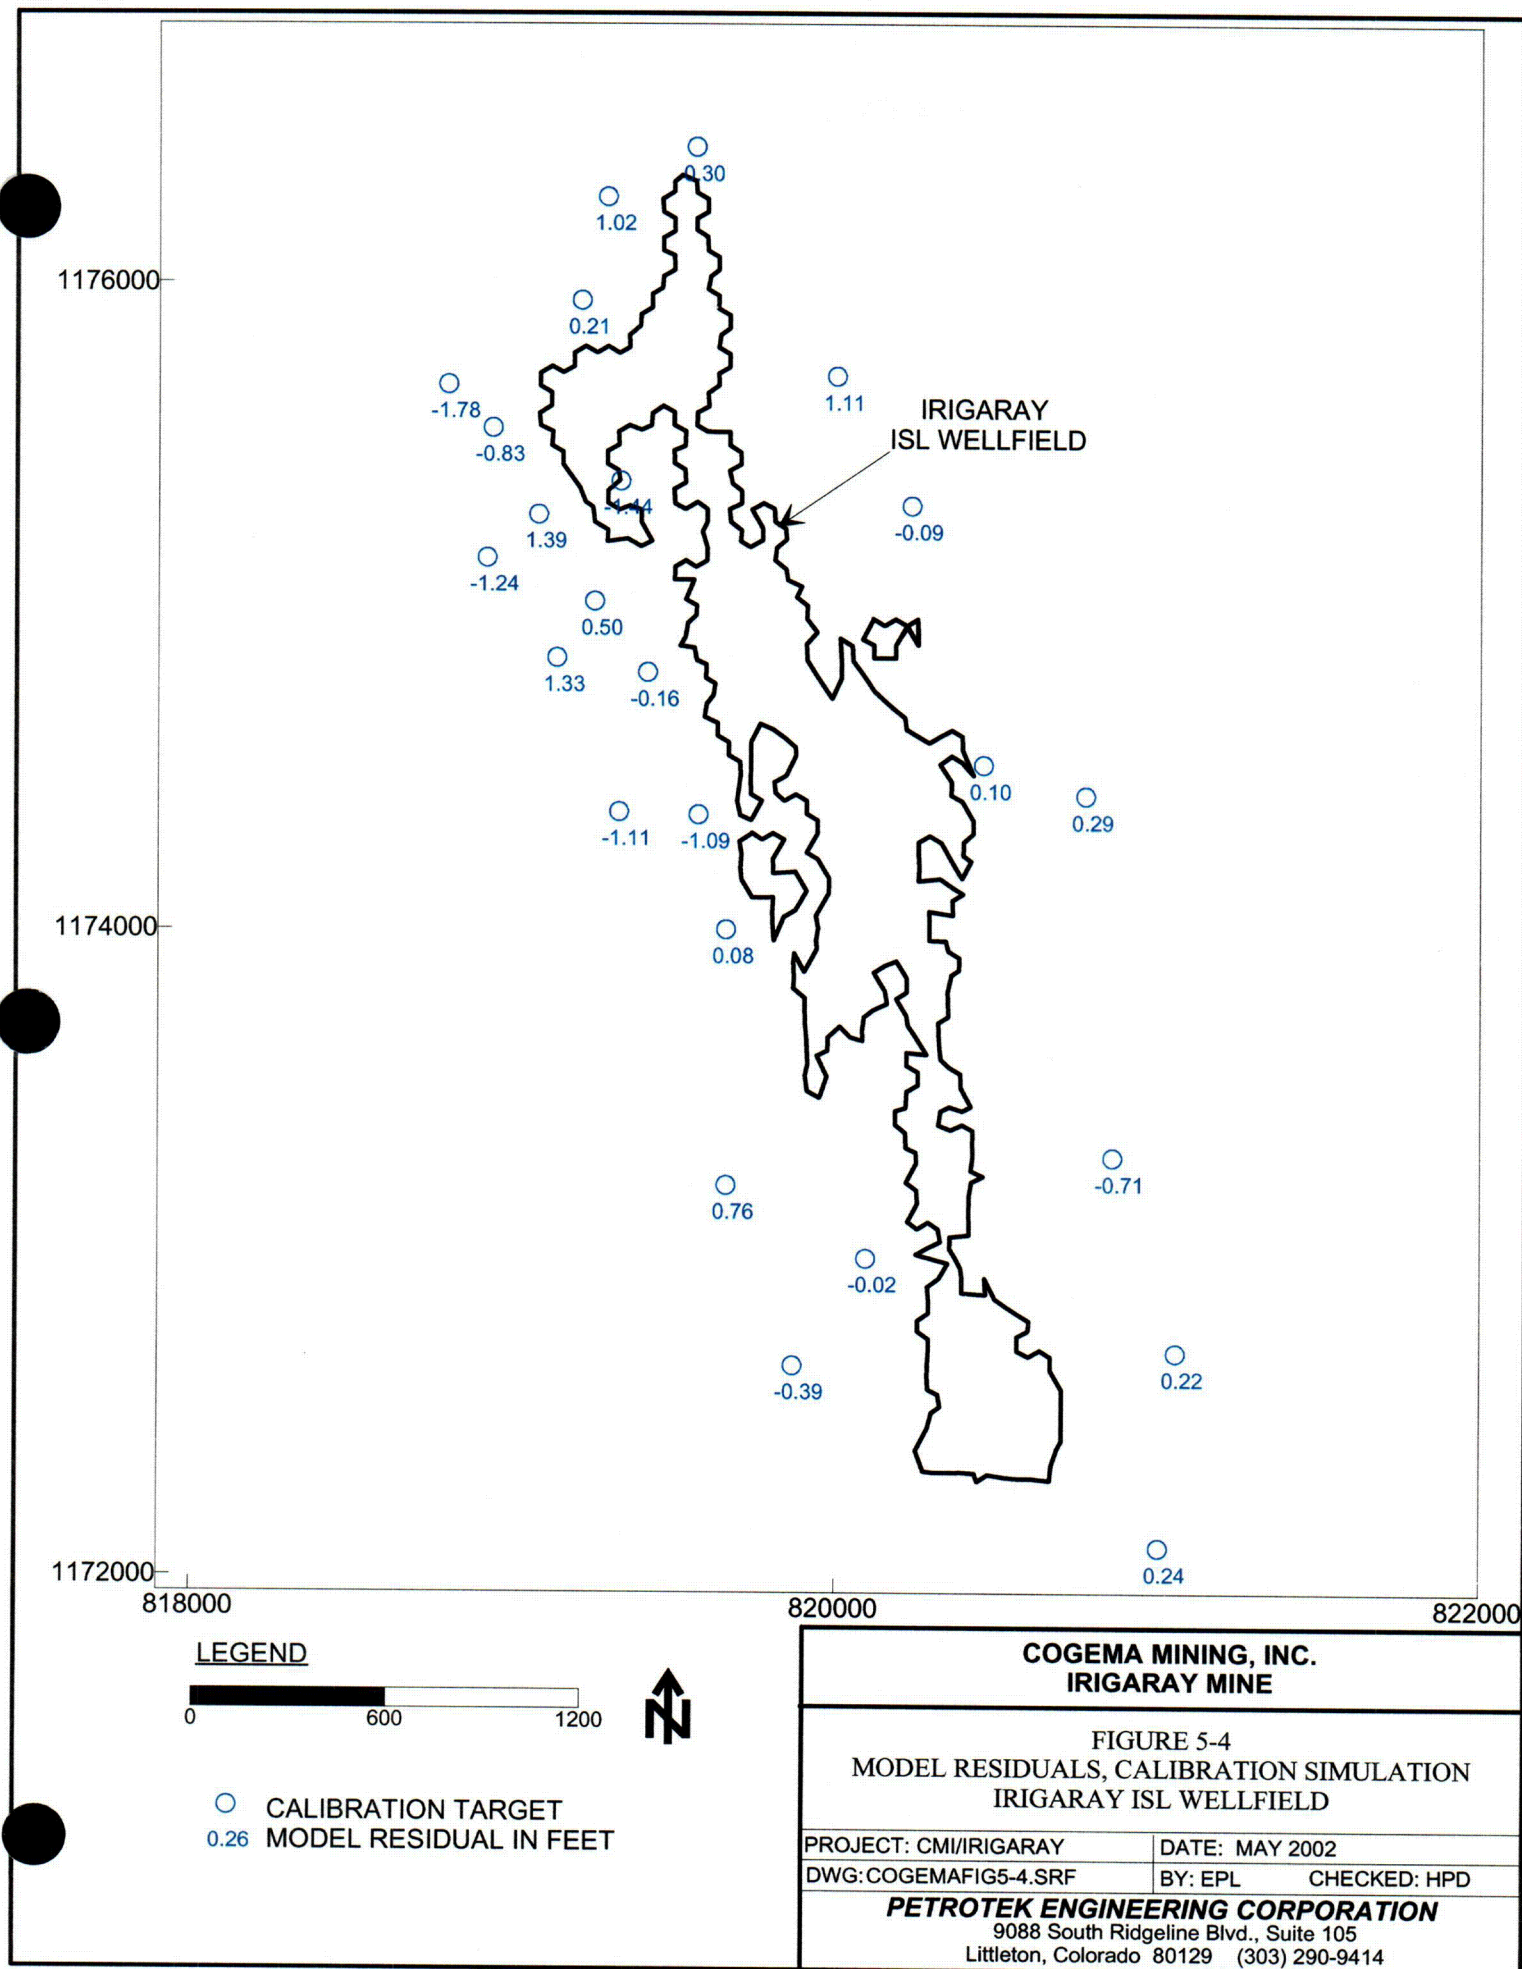 0.30
1.02
1176000
0.21
-1.78
1.11
IRIGARAY
ISL WELLFIELD
-0.83
-1.44
1.39
-0.09
-1.24
0.50
1.33
-0.16
0.10
0.29
-1.11
-1.09
1174000
0.08
-0.71
0.76
-0.02
0.22
-0.39
1172000
0.24
818000
820000
822000
LEGEND
0 600 1200
N
CALIBRATION TARGET
0.26 MODEL RESIDUAL IN FEET
COGEMA MINING, INC.
IRIGARAY MINE
FIGURE 5-4
MODEL RESIDUALS, CALIBRATION SIMULATION
IRIGARAY ISL WELLFIELD
PROJECT: CMI/IRIGARAY DATE: MAY 2002
DWG:COGEMAFIG5-4.SRF BY: EPL CHECKED: HPD
PETROTEK ENGINEERING CORPORATION
9088 South Ridgeline Blvd., Suite 105
Littleton, Colorado 80129 (303) 290-9414